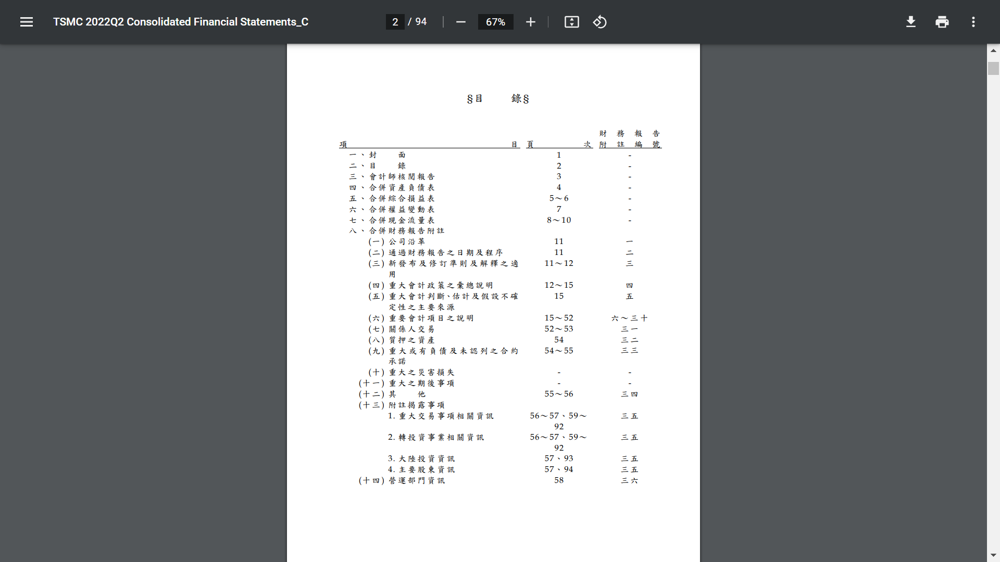 TSMC 2022Q2 Consolidated Financial Statements_C
2 / 94
67%
§目 錄§
財務報告
項 目 頁 次 附註編號
一、封 面 1 -
二、目 錄 2 -
三、會計師核閱報告 3 -
四、合併資產負債表 4 -
五、合併綜合損益表 5～6 -
六、合併權益變動表 7 -
七、合併現金流量表 8～10 -
八、合併財務報告附註
(一) 公司沿革 11 一
(二) 通過財務報告之日期及程序 11 二
(三) 新發布及修訂準則及解釋之適 11～12 三
用
(四) 重大會計政策之彙總說明 12～15 四
(五) 重大會計判斷、估計及假設不確 15 五
定性之主要來源
(六) 重要會計項目之說明 15～52 六～三十
(七) 關係人交易 52～53 三一
(八) 質押之資產 54 三二
(九) 重大或有負債及未認列之合約 54～55 三三
承諾
(十) 重大之災害損失 - -
(十一) 重大之期後事項 - -
(十二) 其 他 55～56 三四
(十三) 附註揭露事項
1. 重大交易事項相關資訊 56～57、59～ 三五
92
2. 轉投資事業相關資訊 56～57、59～ 三五
92
3. 大陸投資資訊 57、93 三五
4. 主要股東資訊 57、94 三五
(十四) 營運部門資訊 58 三六